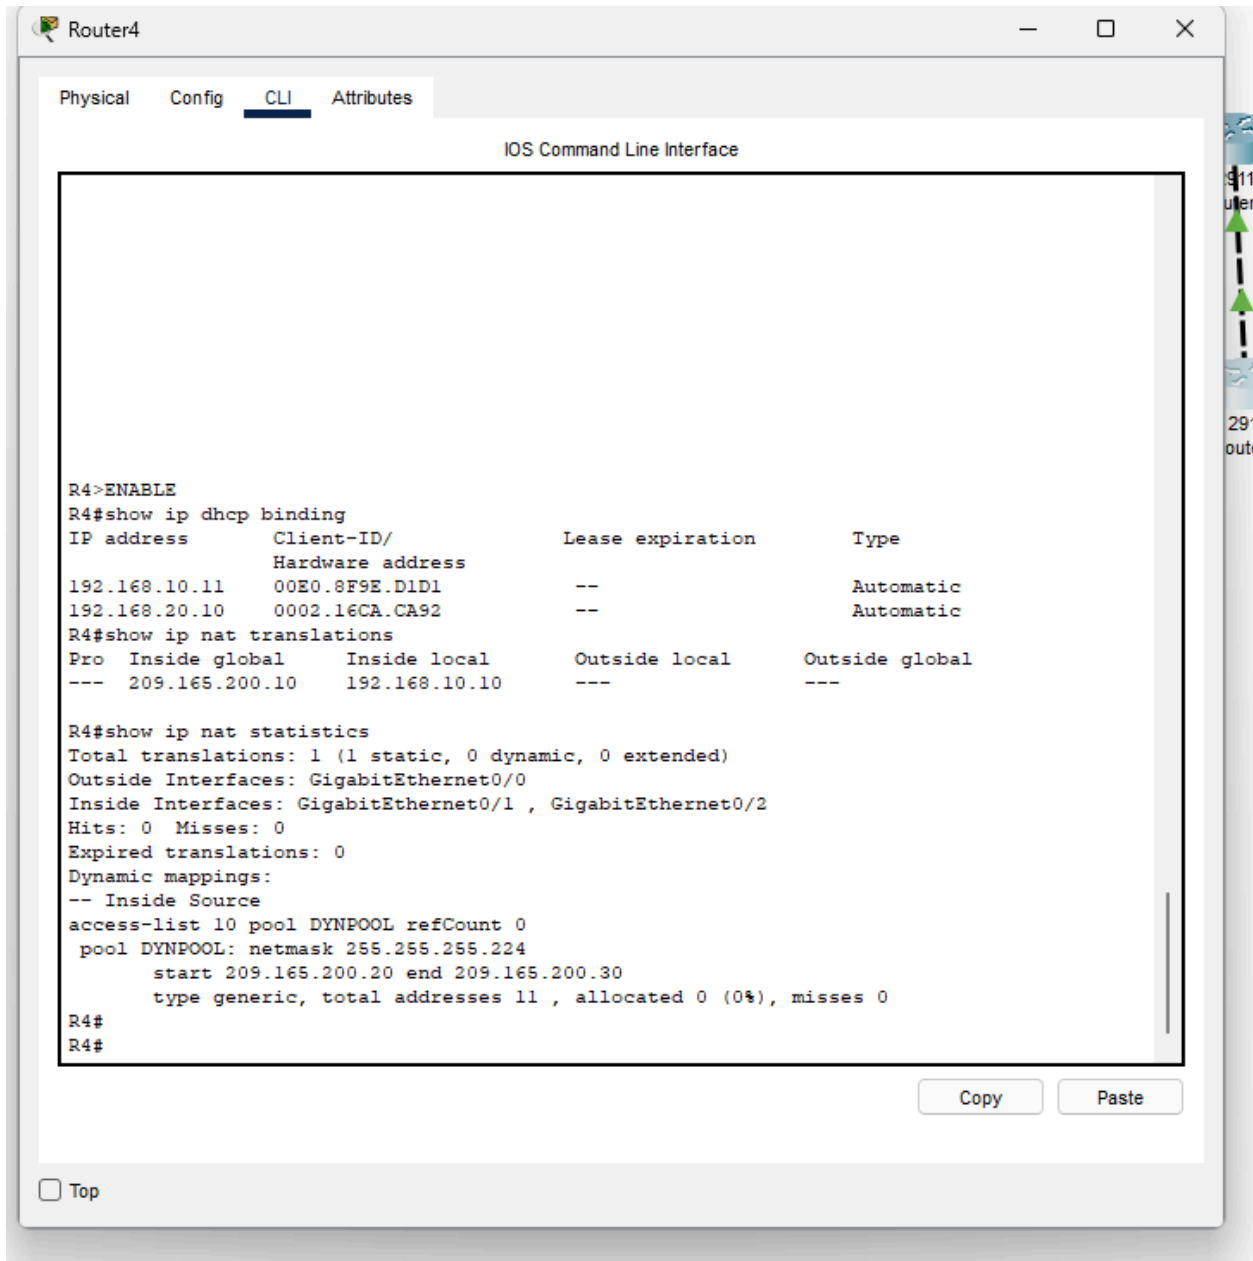 Router4
Physical Config CLI Attributes
IOS Command Line Interface
R4>ENABLE
R4#show ip dhcp binding
IP address Client-ID/ Lease expiration Type
Hardware address
192.168.10.11 00E0.8F9E.D1D1 -- Automatic
192.168.20.10 0002.16CA.CA92 -- Automatic
R4#show ip nat translations
Pro Inside global Inside local Outside local Outside global
--- 209.165.200.10 192.168.10.10 --- ---
R4#show ip nat statistics
Total translations: 1 (1 static, 0 dynamic, 0 extended)
Outside Interfaces: GigabitEthernet0/0
Inside Interfaces: GigabitEthernet0/1 , GigabitEthernet0/2
Hits: 0 Misses: 0
Expired translations: 0
Dynamic mappings:
-- Inside Source
access-list 10 pool DYNPOOL refCount 0
pool DYNPOOL: netmask 255.255.255.224
start 209.165.200.20 end 209.165.200.30
type generic, total addresses 11 , allocated 0 (0%), misses 0
R4#
R4#
Copy Paste
Top